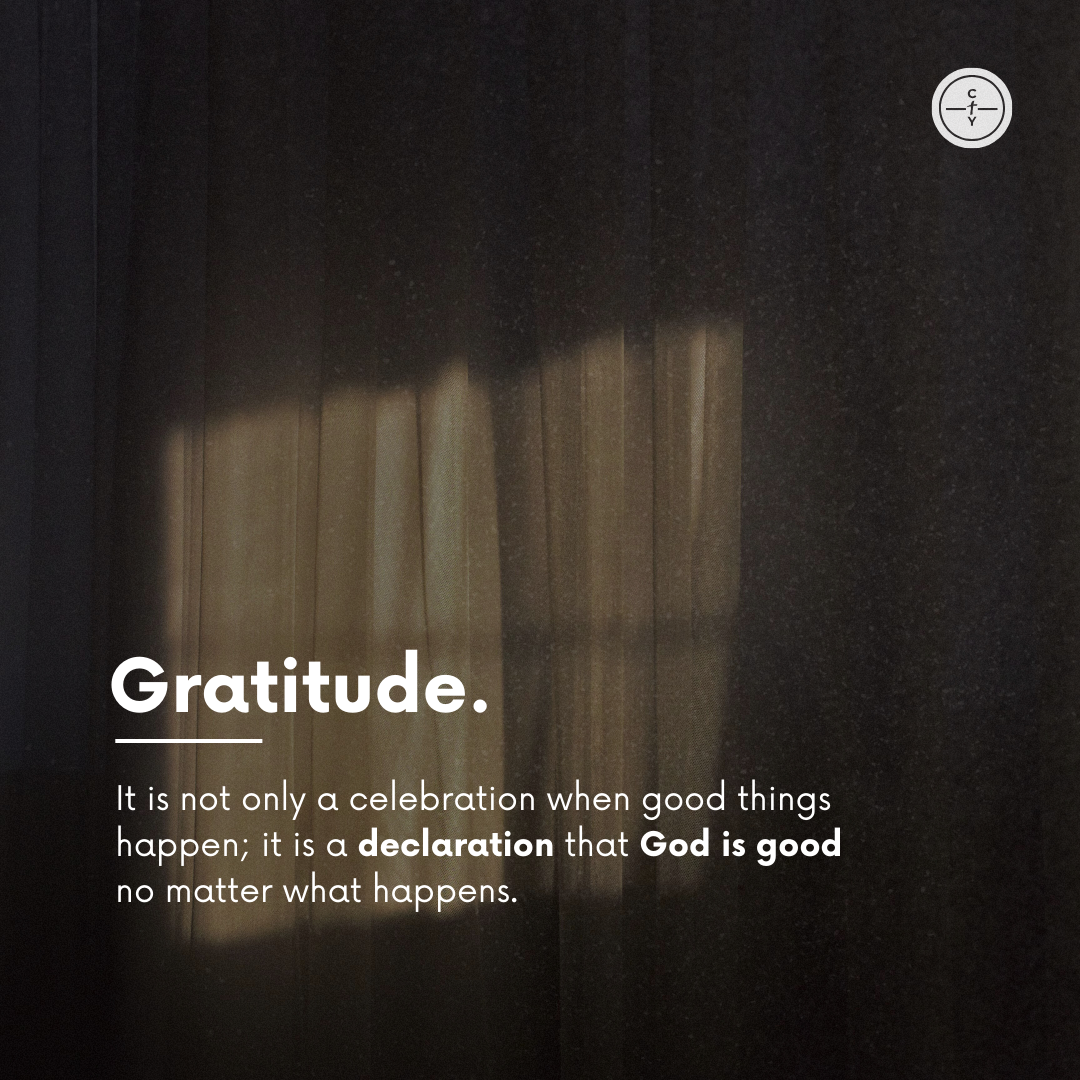 C
t
Y
Gratitude.
It is not only a celebration when good things
happen; it is a declaration that God is good
no matter what happens.